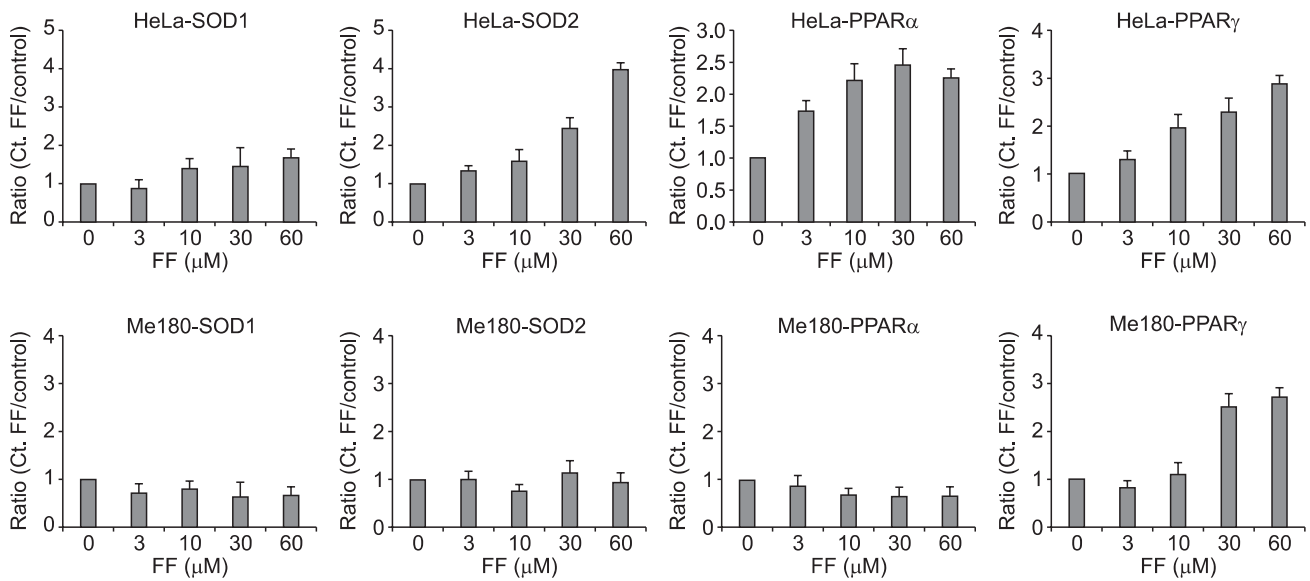 HeLa-SOD1
Ratio (Ct. FF/control)
5
4
3
2
1
0
0 3 10 30 60
FF (μM)
HeLa-SOD2
Ratio (Ct. FF/control)
5
4
3
2
1
0
0 3 10 30 60
FF (μM)
HeLa-PPARα
Ratio (Ct. FF/control)
3.0
2.5
2.0
1.5
1.0
0.5
0.0
0 3 10 30 60
FF (μM)
HeLa-PPARγ
Ratio (Ct. FF/control)
4
3
2
1
0
0 3 10 30 60
FF (μM)
Me180-SOD1
Ratio (Ct. FF/control)
4
3
2
1
0
0 3 10 30 60
FF (μM)
Me180-SOD2
Ratio (Ct. FF/control)
4
3
2
1
0
0 3 10 30 60
FF (μM)
Me180-PPARα
Ratio (Ct. FF/control)
4
3
2
1
0
0 3 10 30 60
FF (μM)
Me180-PPARγ
Ratio (Ct. FF/control)
4
3
2
1
0
0 3 10 30 60
FF (μM)